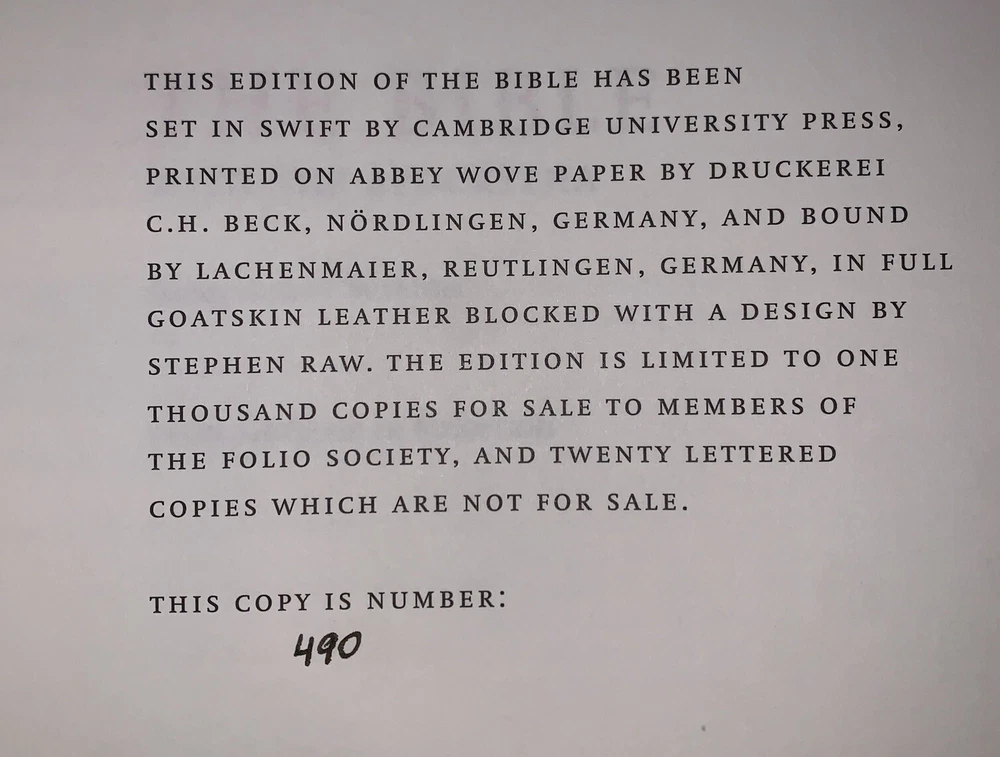 THIS EDITION OF THE BIBLE HAS BEEN
SET IN SWIFT BY CAMBRIDGE UNIVERSITY PRESS,
PRINTED ON ABBEY WOVE PAPER BY DRUCKEREI
C.H. BECK, NÖRDLINGEN, GERMANY, AND BOUND
BY LACHENMAIER, REUTLINGEN, GERMANY, IN FULL
GOATSKIN LEATHER BLOCKED WITH A DESIGN BY
STEPHEN RAW. THE EDITION IS LIMITED TO ONE
THOUSAND COPIES FOR SALE TO MEMBERS OF
THE FOLIO SOCIETY, AND TWENTY LETTERED
COPIES WHICH ARE NOT FOR SALE.
THIS COPY IS NUMBER:
490